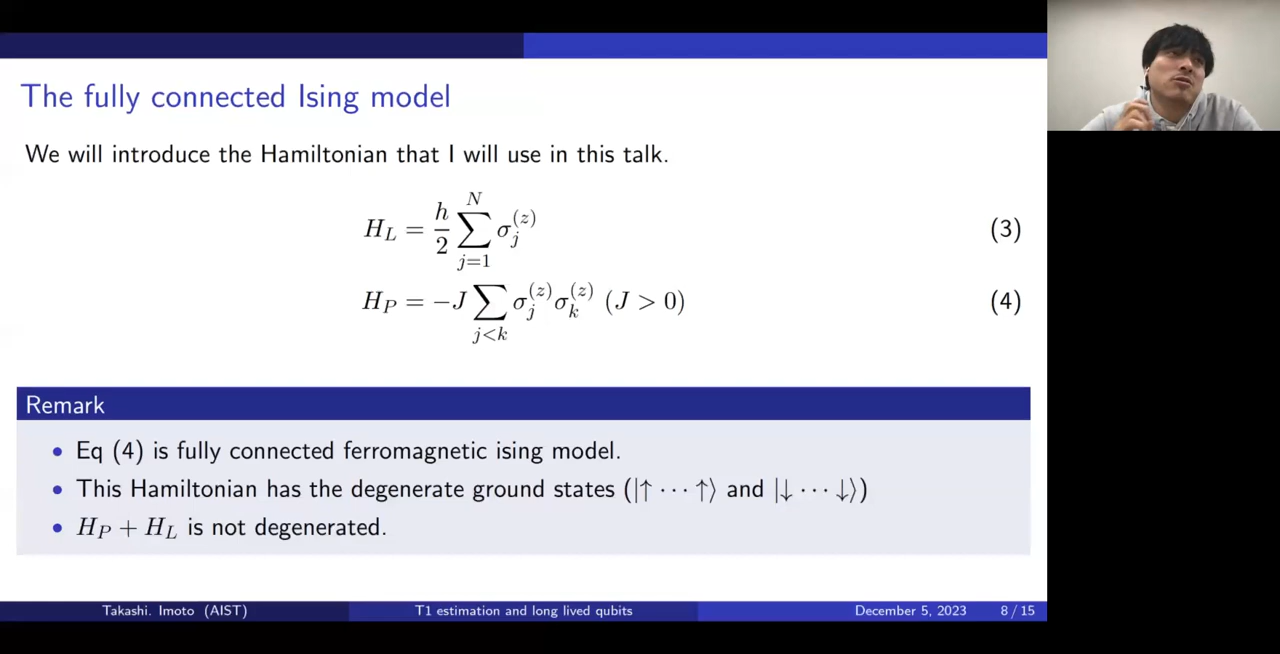 The fully connected Ising model
We will introduce the Hamiltonian that I will use in this talk.
H_L = \frac{h}{2} \sum_{j=1}^{N} σ_j^{(z)} (3)
H_P = −J \sum_{j<k} σ_j^{(z)} σ_k^{(z)} (J > 0) (4)
Remark
• Eq (4) is fully connected ferromagnetic ising model.
• This Hamiltonian has the degenerate ground states (|↑ ⋯ ↑⟩ and |↓ ⋯ ↓⟩)
• H_P + H_L is not degenerated.
Takashi. Imoto (AIST) T1 estimation and long lived qubits December 5, 2023 8 / 15